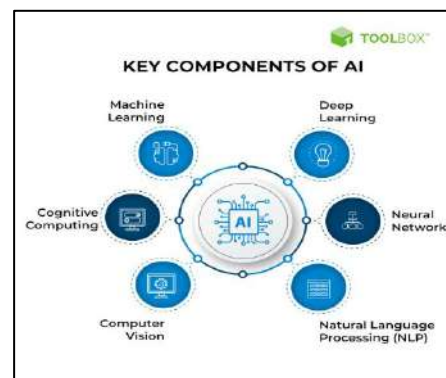 TOOLBOX™
KEY COMPONENTS OF AI
Machine
Learning
Deep
Learning
Cognitive
Computing
AI
Neural
Network
Computer
Vision
Natural Language
Processing (NLP)